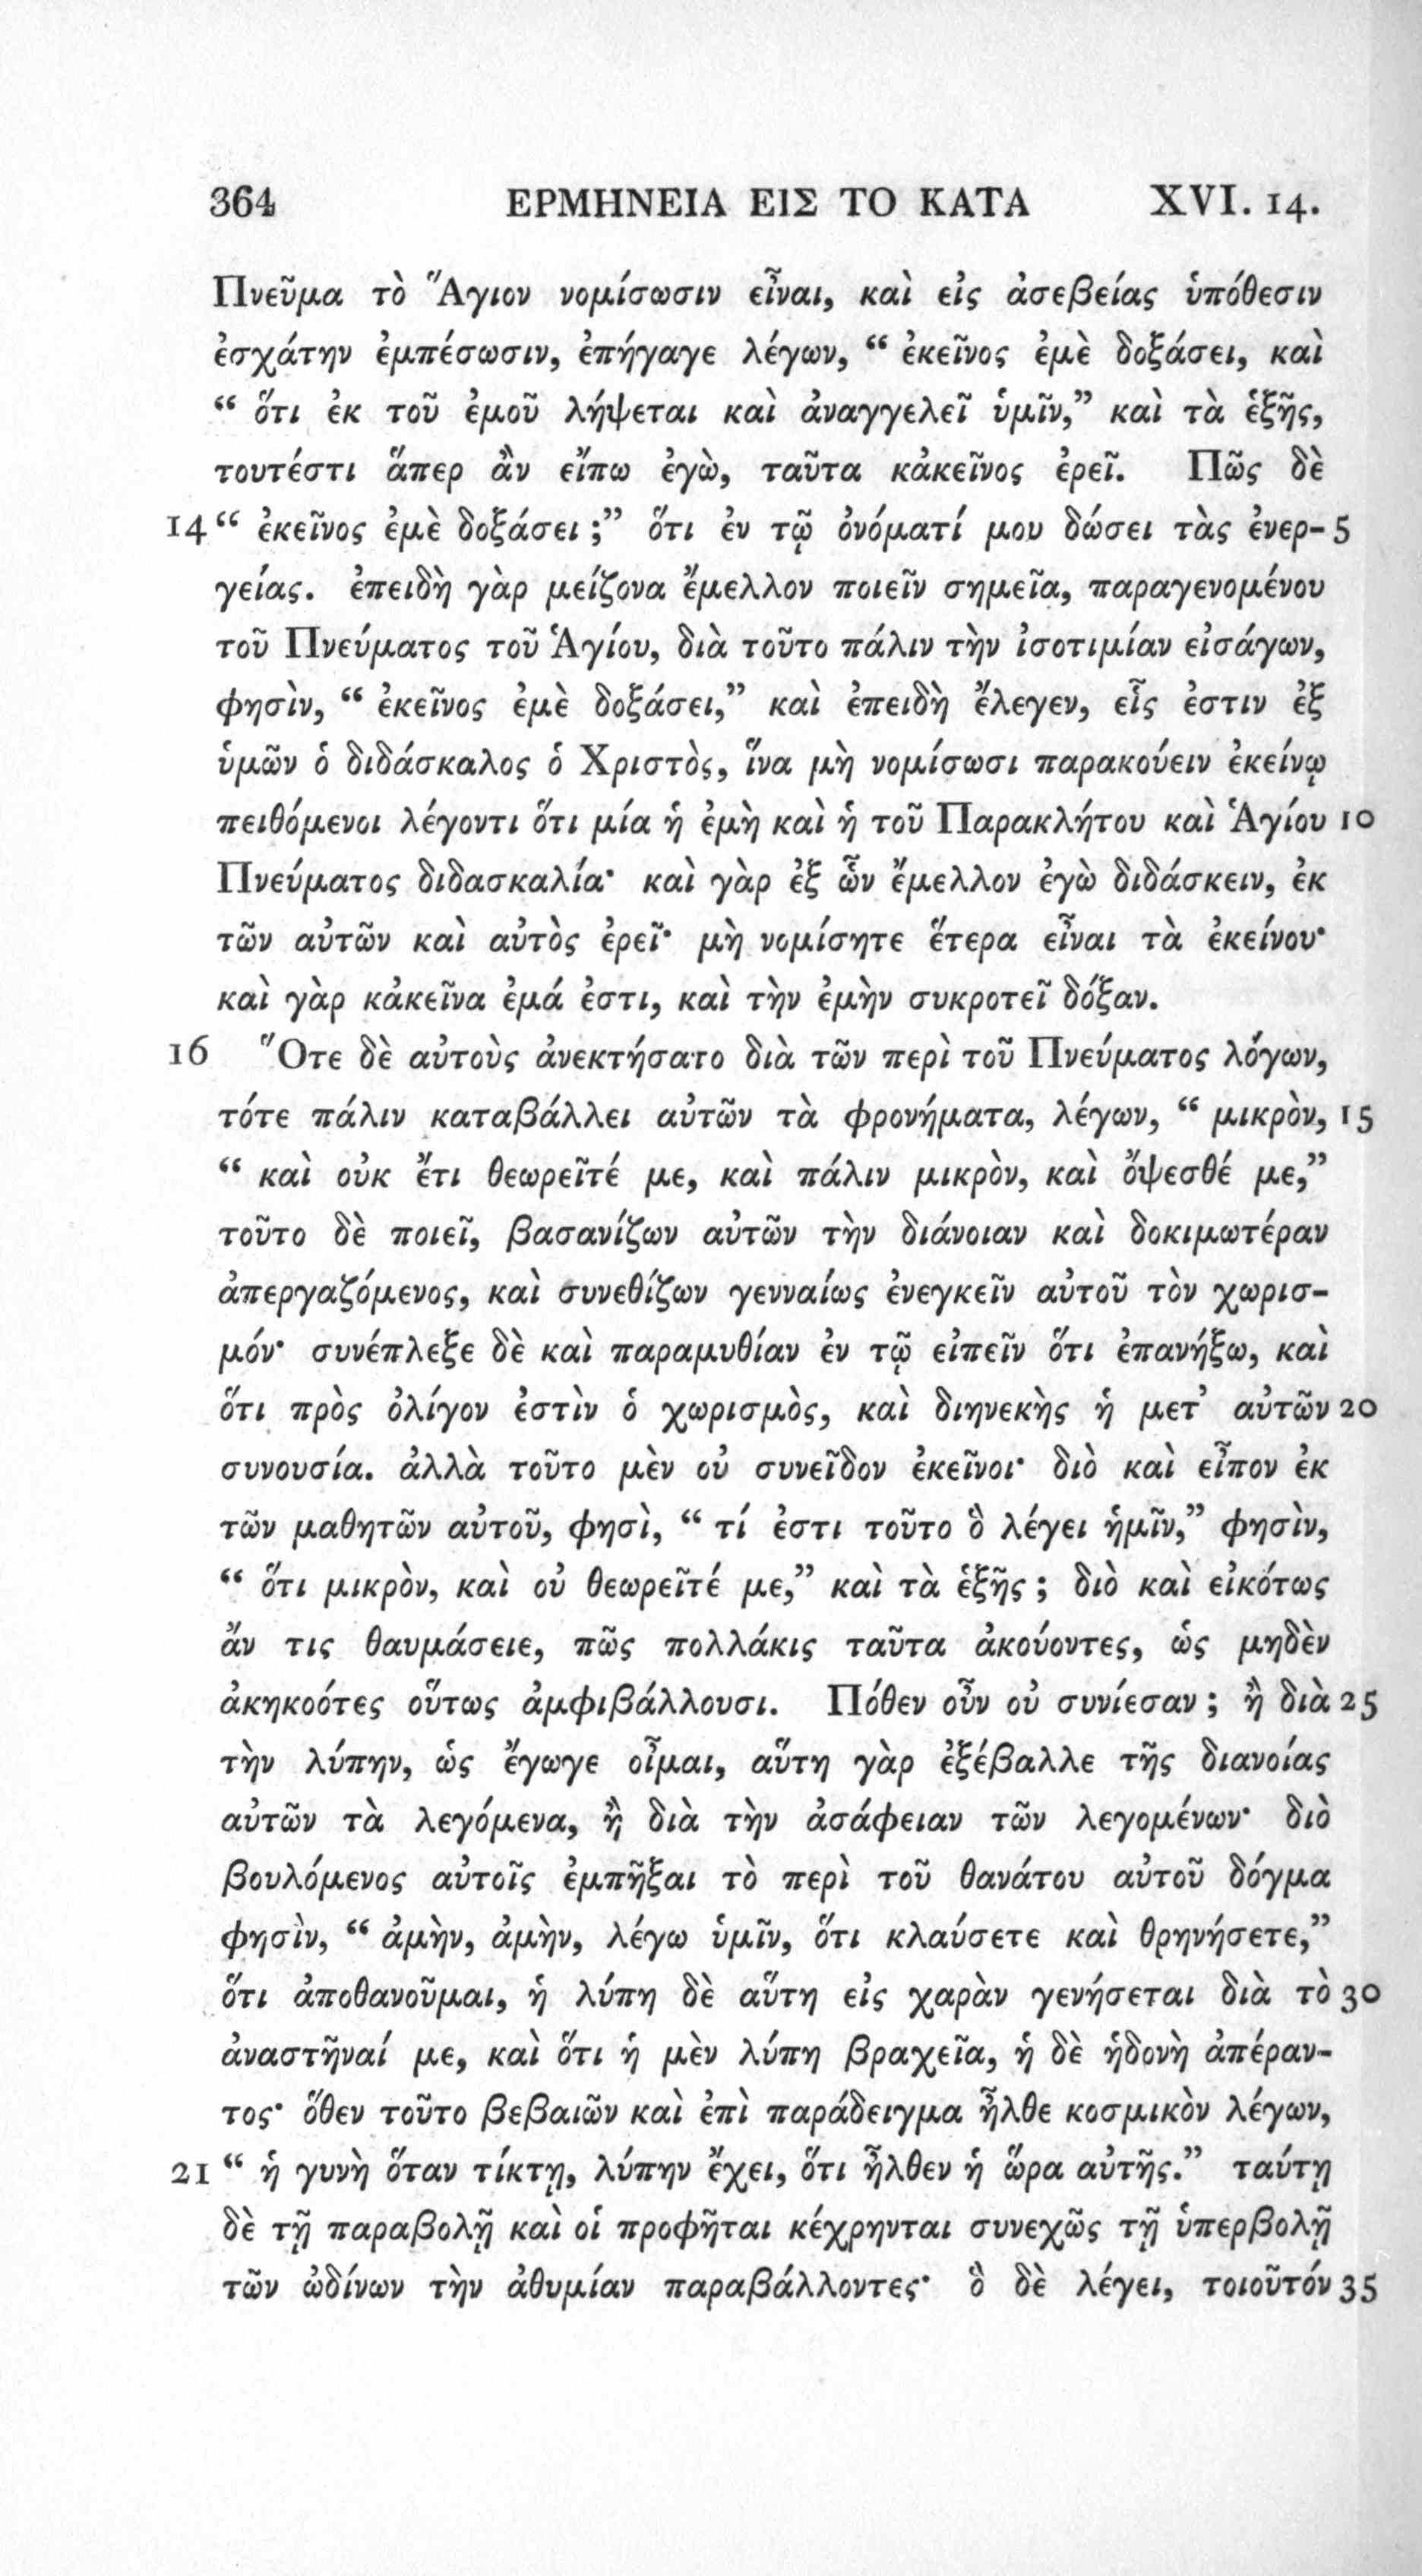 364 ΕΡΜΗΝΕΙΑ ΕΙΣ ΤΟ ΚΑΤΑ XVI. 14.
Πνεῦμα τὸ Ἅγιον νομίσωσιν εἶναι, καὶ εἰς ἀσεβείας ὑπόθεσιν
ἐσχάτην ἐμπέσωσιν, ἐπήγαγε λέγων, “ ἐκεῖνος ἐμὲ δοξάσει, καὶ
“ ὅτι ἐκ τοῦ ἐμοῦ λήψεται καὶ ἀναγγελεῖ ὑμῖν,” καὶ τὰ ἑξῆς,
τουτέστι ἅπερ ἂν εἴπω ἐγὼ, ταῦτα κἀκεῖνος ἐρεῖ. Πῶς δὲ
14 “ ἐκεῖνος ἐμὲ δοξάσει ;” ὅτι ἐν τῷ ὀνόματί μου δώσει τὰς ἐνερ- 5
γείας. ἐπειδὴ γὰρ μείζονα ἔμελλον ποιεῖν σημεῖα, παραγενομένου
τοῦ Πνεύματος τοῦ Ἁγίου, διὰ τοῦτο πάλιν τὴν ἰσοτιμίαν εἰσάγων,
φησὶν, “ ἐκεῖνος ἐμὲ δοξάσει,” καὶ ἐπειδὴ ἔλεγεν, εἷς ἐστιν ἐξ
ὑμῶν ὁ διδάσκαλος ὁ Χριστὸς, ἵνα μὴ νομίσωσι παρακούειν ἐκείνῳ
πειθόμενοι λέγοντι ὅτι μία ἡ ἐμὴ καὶ ἡ τοῦ Παρακλήτου καὶ Ἁγίου 10
Πνεύματος διδασκαλία· καὶ γὰρ ἐξ ὧν ἔμελλον ἐγὼ διδάσκειν, ἐκ
τῶν αὐτῶν καὶ αὐτὸς ἐρεῖ· μὴ νομίσητε ἕτερα εἶναι τὰ ἐκείνου·
καὶ γὰρ κἀκεῖνα ἐμά ἐστι, καὶ τὴν ἐμὴν συκροτεῖ δόξαν.
16 Ὅτε δὲ αὐτοὺς ἀνεκτήσατο διὰ τῶν περὶ τοῦ Πνεύματος λόγων,
τότε πάλιν καταβάλλει αὐτῶν τὰ φρονήματα, λέγων, “ μικρὸν, 15
“ καὶ οὐκ ἔτι θεωρεῖτέ με, καὶ πάλιν μικρὸν, καὶ ὄψεσθέ με,”
τοῦτο δὲ ποιεῖ, βασανίζων αὐτῶν τὴν διάνοιαν καὶ δοκιμωτέραν
ἀπεργαζόμενος, καὶ συνεθίζων γενναίως ἐνεγκεῖν αὐτοῦ τὸν χωρισ-
μόν· συνέπλεξε δὲ καὶ παραμυθίαν ἐν τῷ εἰπεῖν ὅτι ἐπανήξω, καὶ
ὅτι πρὸς ὀλίγον ἐστὶν ὁ χωρισμὸς, καὶ διηνεκὴς ἡ μετ᾽ αὐτῶν 20
συνουσία. ἀλλὰ τοῦτο μὲν οὐ συνεῖδον ἐκεῖνοι· διὸ καὶ εἶπον ἐκ
τῶν μαθητῶν αὐτοῦ, φησὶ, “ τί ἐστι τοῦτο ὃ λέγει ἡμῖν,” φησὶν,
“ ὅτι μικρὸν, καὶ οὐ θεωρεῖτέ με,” καὶ τὰ ἑξῆς ; διὸ καὶ εἰκότως
ἄν τις θαυμάσειε, πῶς πολλάκις ταῦτα ἀκούοντες, ὡς μηδὲν
ἀκηκοότες οὕτως ἀμφιβάλλουσι. Πόθεν οὖν οὐ συνίεσαν ; ἢ διὰ 25
τὴν λύπην, ὡς ἔγωγε οἶμαι, αὕτη γὰρ ἐξέβαλλε τῆς διανοίας
αὐτῶν τὰ λεγόμενα, ἢ διὰ τὴν ἀσάφειαν τῶν λεγομένων· διὸ
βουλόμενος αὐτοῖς ἐμπῆξαι τὸ περὶ τοῦ θανάτου αὐτοῦ δόγμα
φησὶν, “ ἀμὴν, ἀμὴν, λέγω ὑμῖν, ὅτι κλαύσετε καὶ θρηνήσετε,”
ὅτι ἀποθανοῦμαι, ἡ λύπη δὲ αὕτη εἰς χαρὰν γενήσεται διὰ τὸ 30
ἀναστῆναί με, καὶ ὅτι ἡ μὲν λύπη βραχεῖα, ἡ δὲ ἡδονὴ ἀπέραν-
τος· ὅθεν τοῦτο βεβαιῶν καὶ ἐπὶ παράδειγμα ἦλθε κοσμικὸν λέγων,
21 “ ἡ γυνὴ ὅταν τίκτῃ, λύπην ἔχει, ὅτι ἦλθεν ἡ ὥρα αὐτῆς.” ταύτῃ
δὲ τῇ παραβολῇ καὶ οἱ προφῆται κέχρηνται συνεχῶς τῇ ὑπερβολῇ
τῶν ὠδίνων τὴν ἀθυμίαν παραβάλλοντες· ὃ δὲ λέγει, τοιοῦτόν 35